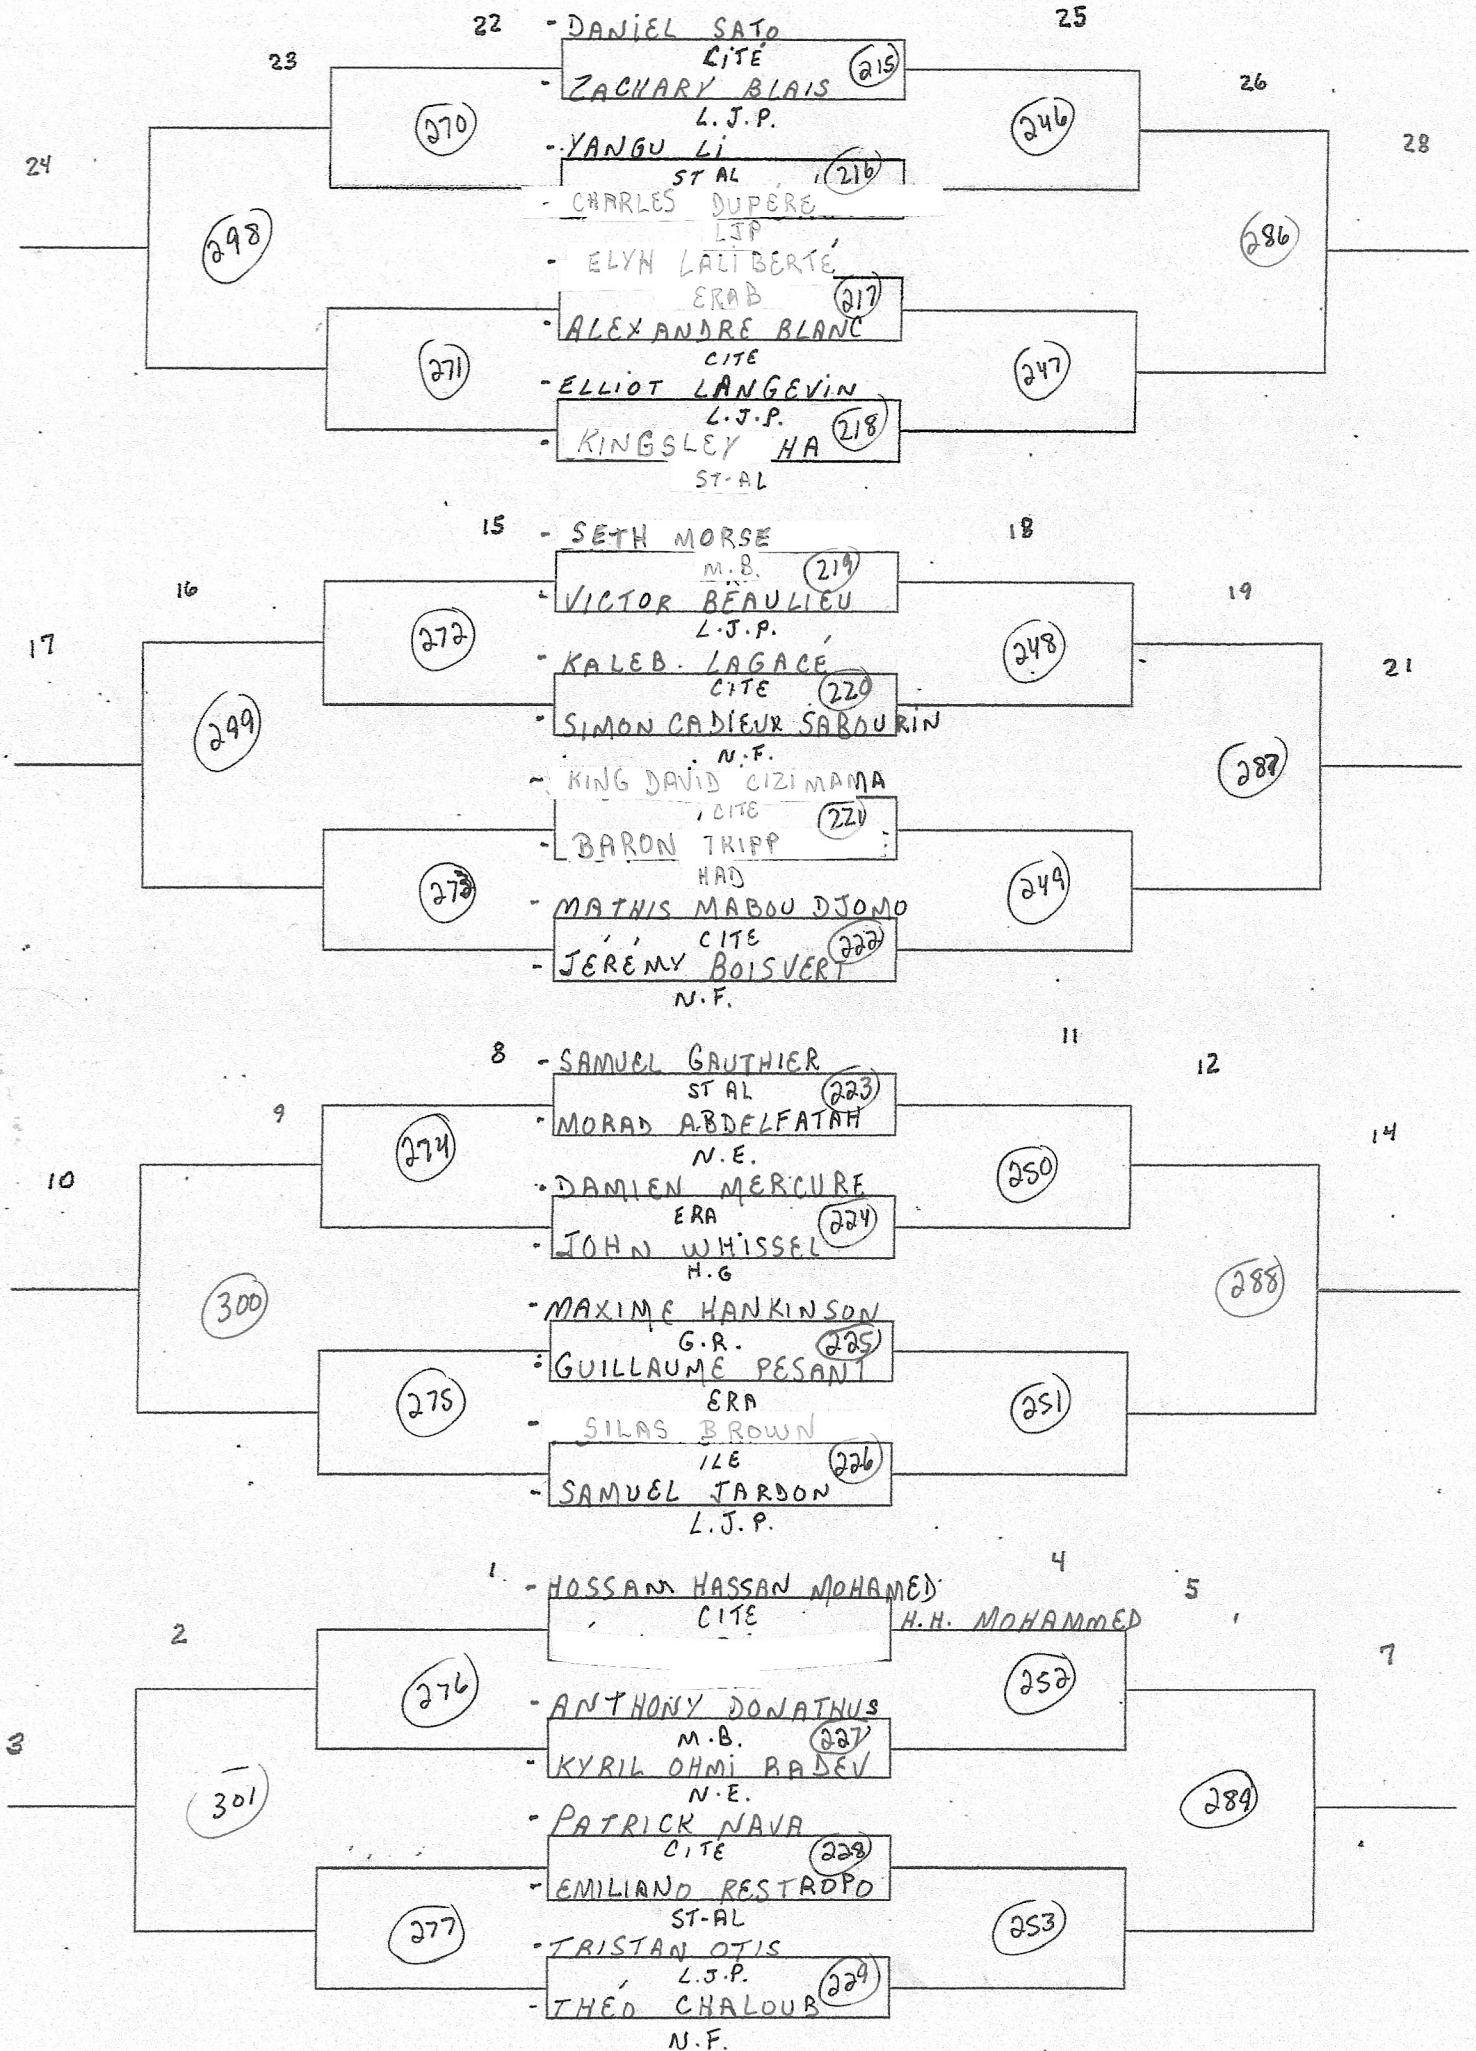 22 - DANIEL SATO 25
23 CITÉ 215
- ZACHARY BLAIS 26
270 L.J.P. 246
24 - YANGU LI 28
ST AL 216
- CHARLES DUPÉRÉ
298 LJP 286
- ELYH LALIBERTÉ
ERAB 217
- ALEXANDRE BLANC
271 CITE 247
- ELLIOT LANGEVIN
L.J.P. 218
- KINGSLEY HA
ST-AL
15 - SETH MORSE 18
M.B. 219
16 - VICTOR BEAULIEU 19
272 L.J.P. 248
17 - KALEB LAGACÉ 21
CITE 220
299 - SIMON CADIEUX SABOURIN
N.F. 287
- KING DAVID CIZIMAMA
CITE 221
- BARON TRIPP
273 HAD 249
- MATHIS MABOU DJOMO
CITE 222
- JÉRÉMY BOISVERT
N.F.
8 - SAMUEL GAUTHIER 11
ST AL 223 12
9 - MORAD ABDELFATAH 14
274 N.E. 250
10 - DAMIEN MERCURE
ERA 224
- JOHN WHISSEL
H.G 288
300 - MAXIME HANKINSON
G.R. 225
- GUILLAUME PESANT
275 ERA 251
- SILAS BROWN
ILE 226
- SAMUEL JARDON
L.J.P.
1 - HOSSAM HASSAN MOHAMED 4
CITE H.H. MOHAMMED 5
2 7
276 252
3 - ANTHONY DONATHUS
M.B. 227
- KYRIL OHMI RADEV
301 N.E. 289
- PATRICK NAVA
CITÉ 228
- EMILIANO RESTROPO
277 ST-AL 253
- TRISTAN OTIS
L.J.P. 229
- THÉO CHALOUB
N.F.